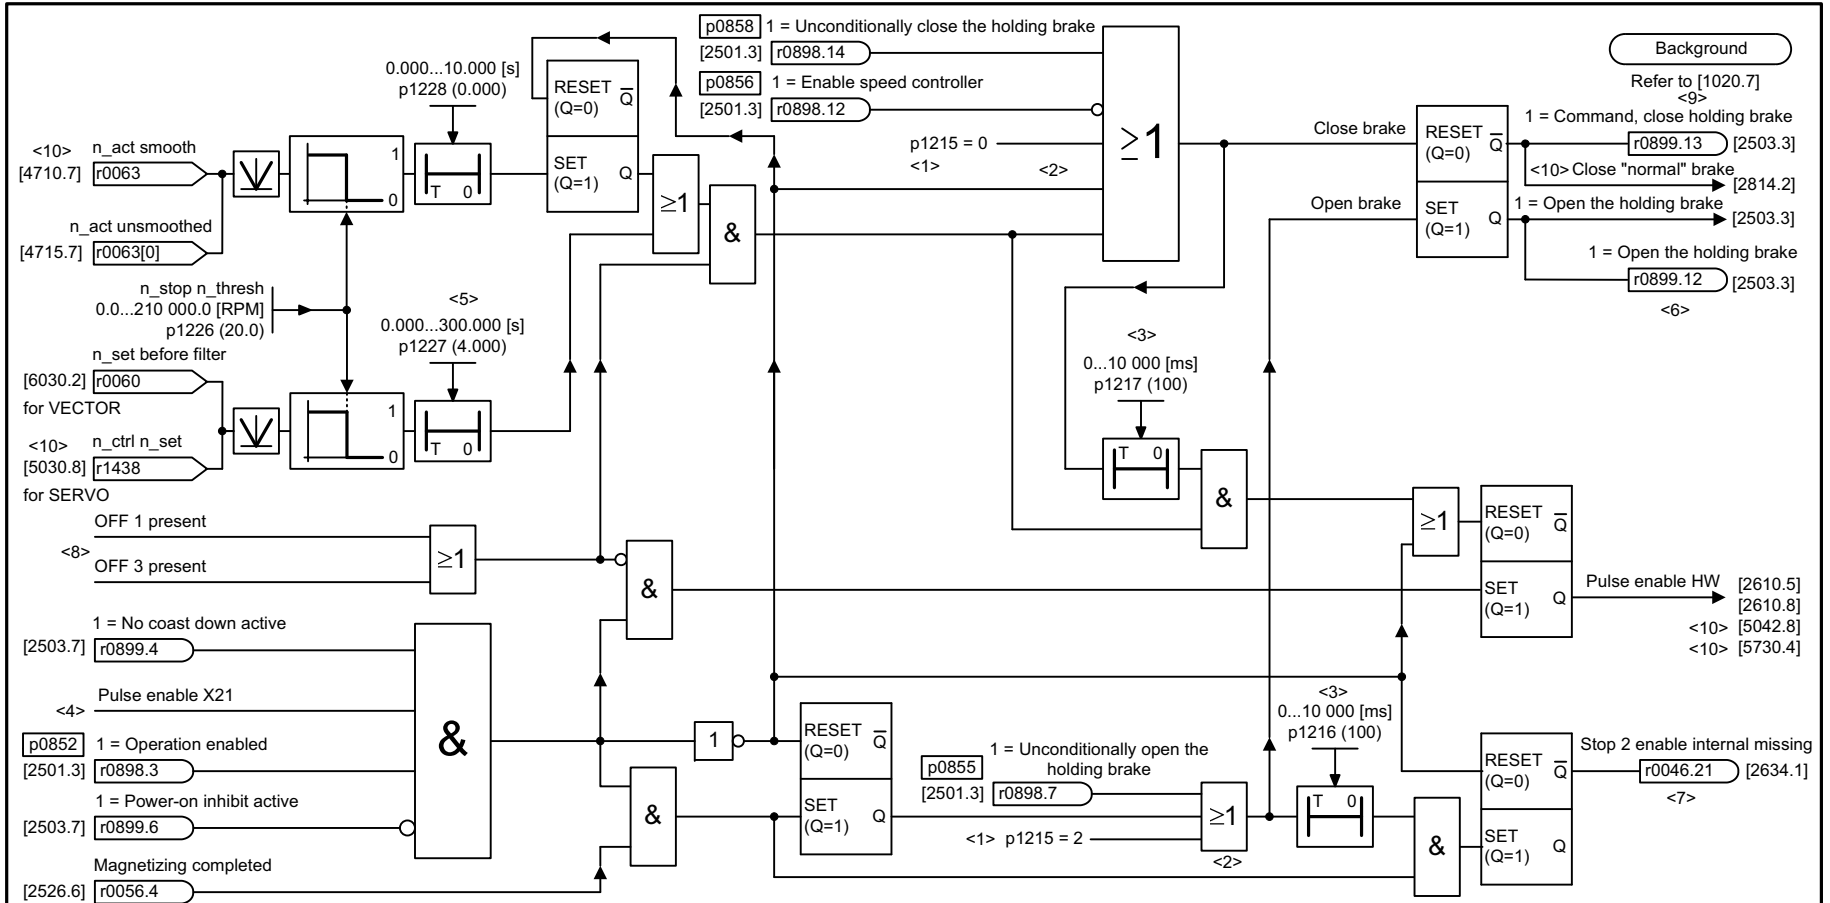 p0858 1 = Unconditionally close the holding brake
[2501.3] r0898.14
p0856 1 = Enable speed controller
[2501.3] r0898.12
p1215 = 0
<1> <2>
≥1
Background
Refer to [1020.7]
<9>
1 = Command, close holding brake
r0899.13 [2503.3]
<10> Close "normal" brake
[2814.2]
1 = Open the holding brake
[2503.3]
1 = Open the holding brake
r0899.12 [2503.3]
<6>
Close brake
RESET Q
(Q=0)
Open brake
SET Q
(Q=1)
0.000...10.000 [s]
p1228 (0.000)
RESET Q
(Q=0)
SET Q
(Q=1)
<10> n_act smooth
[4710.7] r0063
1
0
T 0
≥1
&
n_act unsmoothed
[4715.7] r0063[0]
n_stop n_thresh
0.0...210 000.0 [RPM]
p1226 (20.0)
<5>
0.000...300.000 [s]
p1227 (4.000)
n_set before filter
[6030.2] r0060
for VECTOR
1
0
T 0
<10> n_ctrl n_set
[5030.8] r1438
for SERVO
<3>
0...10 000 [ms]
p1217 (100)
T 0
&
≥1
RESET Q
(Q=0)
SET Q
(Q=1)
Pulse enable HW
[2610.5]
[2610.8]
<10> [5042.8]
<10> [5730.4]
OFF 1 present
<8>
OFF 3 present
≥1
&
1 = No coast down active
[2503.7] r0899.4
Pulse enable X21
<4>
p0852 1 = Operation enabled
[2501.3] r0898.3
1 = Power-on inhibit active
[2503.7] r0899.6
&
Magnetizing completed
[2526.6] r0056.4
1
&
RESET Q
(Q=0)
SET Q
(Q=1)
p0855 1 = Unconditionally open the
holding brake
[2501.3] r0898.7
<1> p1215 = 2
≥1
<2>
<3>
0...10 000 [ms]
p1216 (100)
T 0
&
RESET Q
(Q=0)
SET Q
(Q=1)
Stop 2 enable internal missing
r0046.21 [2634.1]
<7>